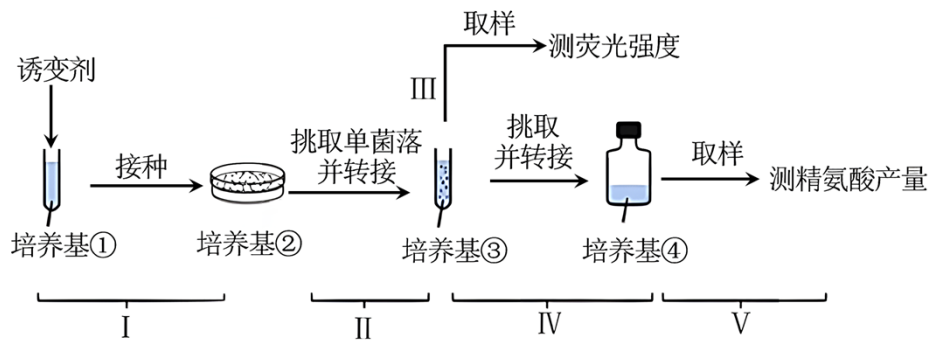 取样
测荧光强度
诱变剂
Ⅲ
接种
挑取单菌落
并转接
挑取
并转接
取样
测精氨酸产量
培养基①
培养基②
培养基③
培养基④
Ⅰ
Ⅱ
Ⅳ
Ⅴ